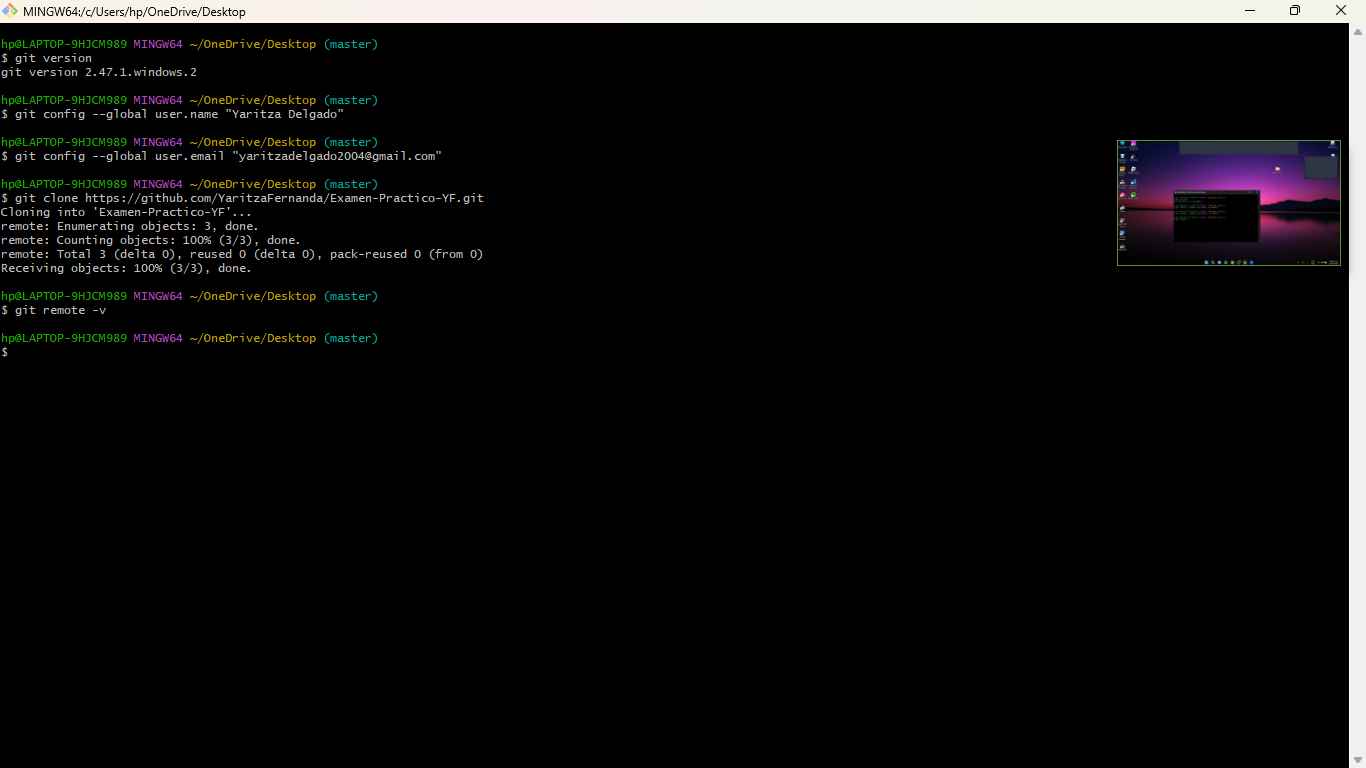 MINGW64:/c/Users/hp/OneDrive/Desktop
hp@LAPTOP-9HJCM989 MINGW64 ~/OneDrive/Desktop (master)
$ git version
git version 2.47.1.windows.2
hp@LAPTOP-9HJCM989 MINGW64 ~/OneDrive/Desktop (master)
$ git config --global user.name "Yaritza Delgado"
hp@LAPTOP-9HJCM989 MINGW64 ~/OneDrive/Desktop (master)
$ git config --global user.email "yaritzadelgado2004@gmail.com"
hp@LAPTOP-9HJCM989 MINGW64 ~/OneDrive/Desktop (master)
$ git clone https://github.com/YaritzaFernanda/Examen-Practico-YF.git
Cloning into 'Examen-Practico-YF'...
remote: Enumerating objects: 3, done.
remote: Counting objects: 100% (3/3), done.
remote: Total 3 (delta 0), reused 0 (delta 0), pack-reused 0 (from 0)
Receiving objects: 100% (3/3), done.
hp@LAPTOP-9HJCM989 MINGW64 ~/OneDrive/Desktop (master)
$ git remote -v
hp@LAPTOP-9HJCM989 MINGW64 ~/OneDrive/Desktop (master)
$